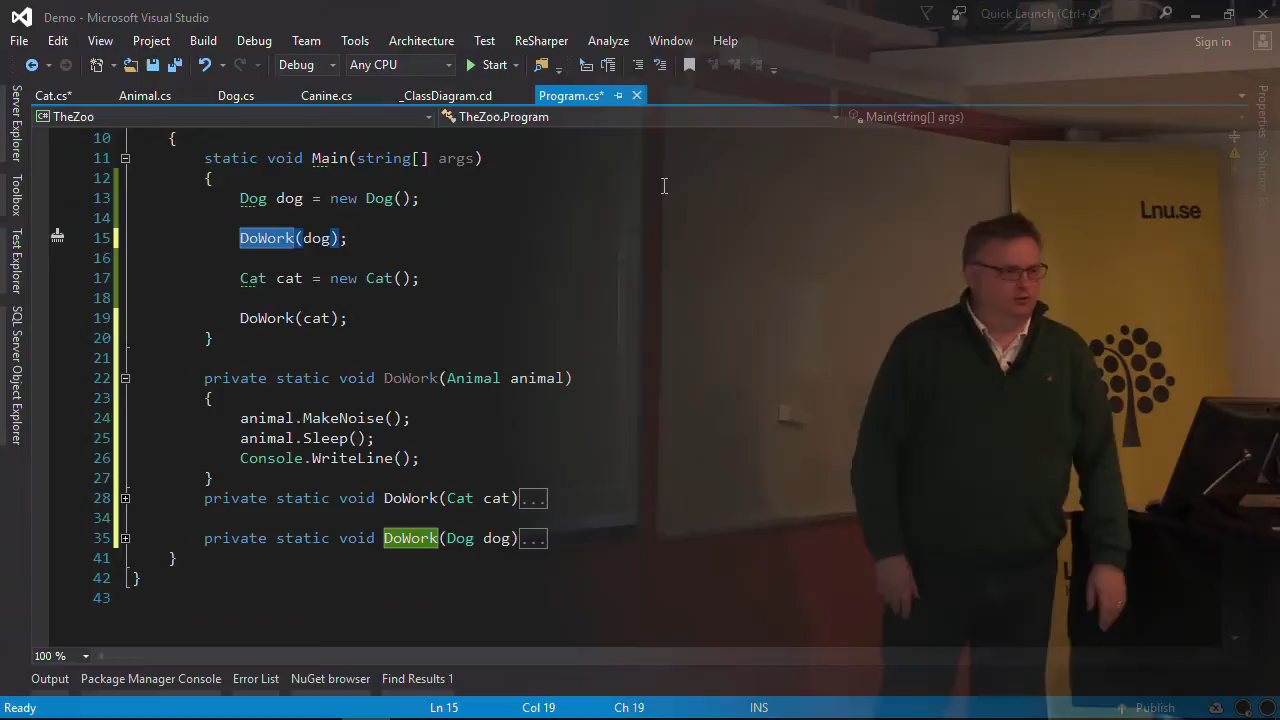 Demo - Microsoft Visual Studio
Quick Launch (Ctrl+Q)
File Edit View Project Build Debug Team Tools Architecture Test ReSharper Analyze Window Help
Sign in
Debug Any CPU Start
Cat.cs* Animal.cs Dog.cs Canine.cs _ClassDiagram.cd Program.cs*
TheZoo TheZoo.Program Main(string[] args)
Server Explorer
Toolbox
Test Explorer
SQL Server Object Explorer
Properties
10 {
11 static void Main(string[] args)
12 {
13 Dog dog = new Dog();
14
15 DoWork(dog);
16
17 Cat cat = new Cat();
18
19 DoWork(cat);
20 }
21
22 private static void DoWork(Animal animal)
23 {
24 animal.MakeNoise();
25 animal.Sleep();
26 Console.WriteLine();
27 }
28 private static void DoWork(Cat cat)...
34
35 private static void DoWork(Dog dog)...
41 }
42 }
43
Lnu.se
100 %
Output Package Manager Console Error List NuGet browser Find Results 1
Ready Ln 15 Col 19 Ch 19 INS Publish